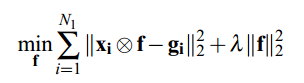 min_f ∑_{i=1}^{N_1} ‖x_i ⊗ f − g_i‖_2^2 + λ‖f‖_2^2